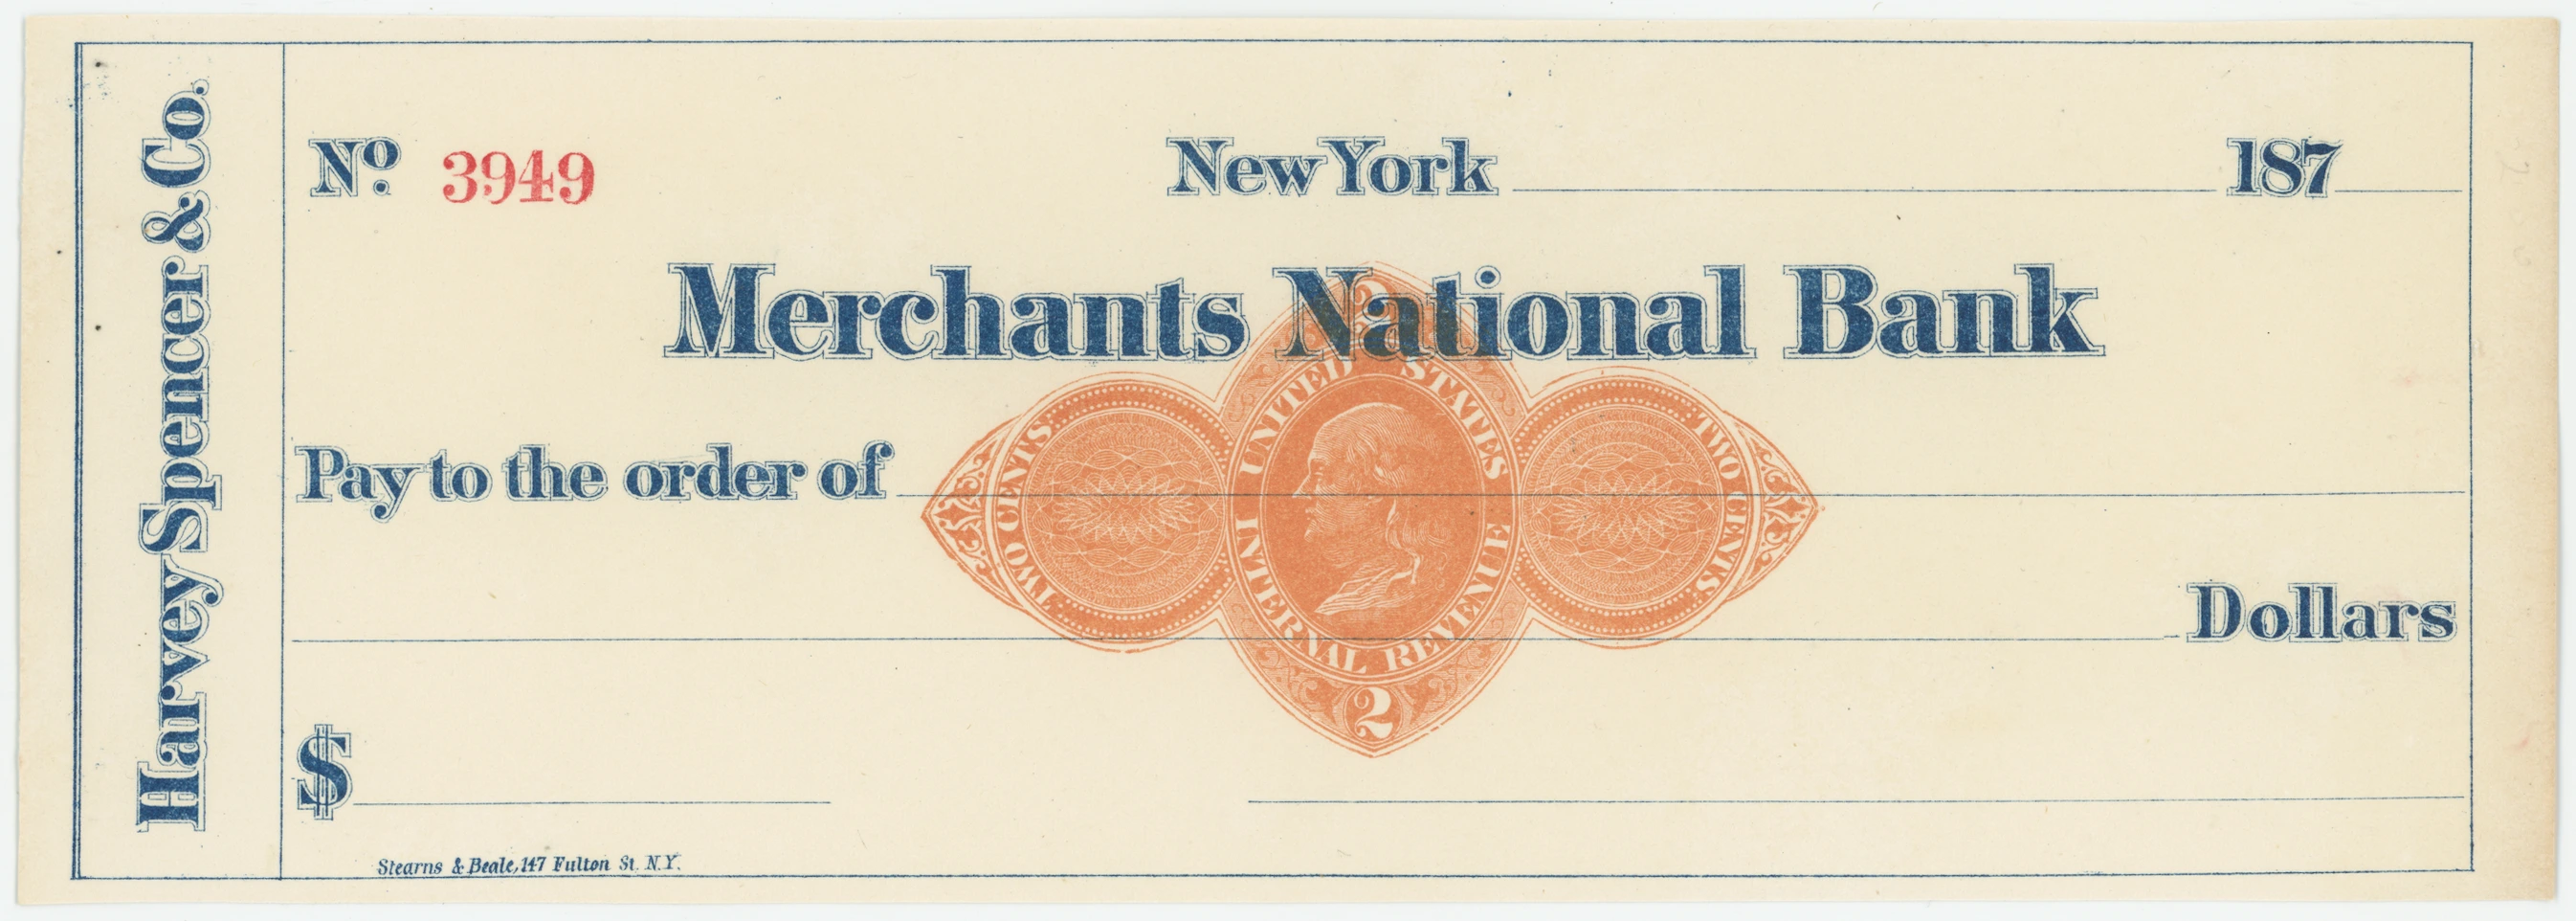 Harvey Spencer & Co.
No. 3949
New York 187
Merchants National Bank
2
UNITED STATES
INTERNAL REVENUE
TWO CENTS
TWO CENTS
2
Pay to the order of
Dollars
$
Stearns & Beale, 147 Fulton St. N.Y.